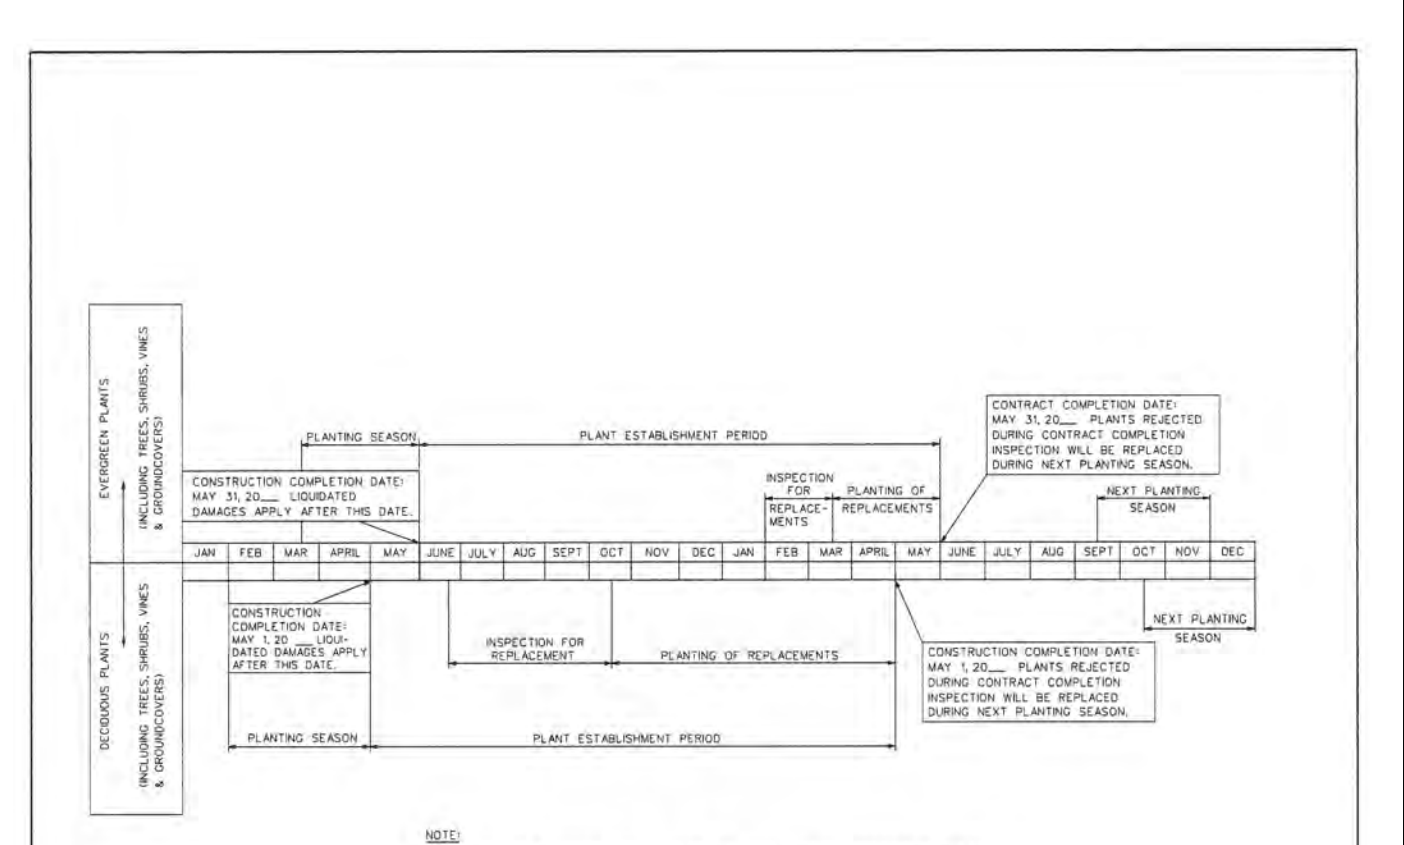 EVERGREEN PLANTS
(INCLUDING TREES, SHRUBS, VINES
& GROUNDCOVERS)
DECIDUOUS PLANTS
(INCLUDING TREES, SHRUBS, VINES
& GROUNDCOVERS)
PLANTING SEASON
PLANT ESTABLISHMENT PERIOD
CONSTRUCTION COMPLETION DATE:
MAY 31, 20___ LIQUIDATED
DAMAGES APPLY AFTER THIS DATE.
INSPECTION
FOR
REPLACE-
MENTS
PLANTING OF
REPLACEMENTS
CONTRACT COMPLETION DATE:
MAY 31, 20___ PLANTS REJECTED
DURING CONTRACT COMPLETION
INSPECTION WILL BE REPLACED
DURING NEXT PLANTING SEASON.
NEXT PLANTING
SEASON
JAN FEB MAR APRIL MAY JUNE JULY AUG SEPT OCT NOV DEC JAN FEB MAR APRIL MAY JUNE JULY AUG SEPT OCT NOV DEC
CONSTRUCTION
COMPLETION DATE:
MAY 1, 20 ___ LIQUI-
DATED DAMAGES APPLY
AFTER THIS DATE.
INSPECTION FOR
REPLACEMENT
PLANTING OF REPLACEMENTS
CONSTRUCTION COMPLETION DATE:
MAY 1, 20___ PLANTS REJECTED
DURING CONTRACT COMPLETION
INSPECTION WILL BE REPLACED
DURING NEXT PLANTING SEASON.
NEXT PLANTING
SEASON
PLANTING SEASON
PLANT ESTABLISHMENT PERIOD
NOTE: